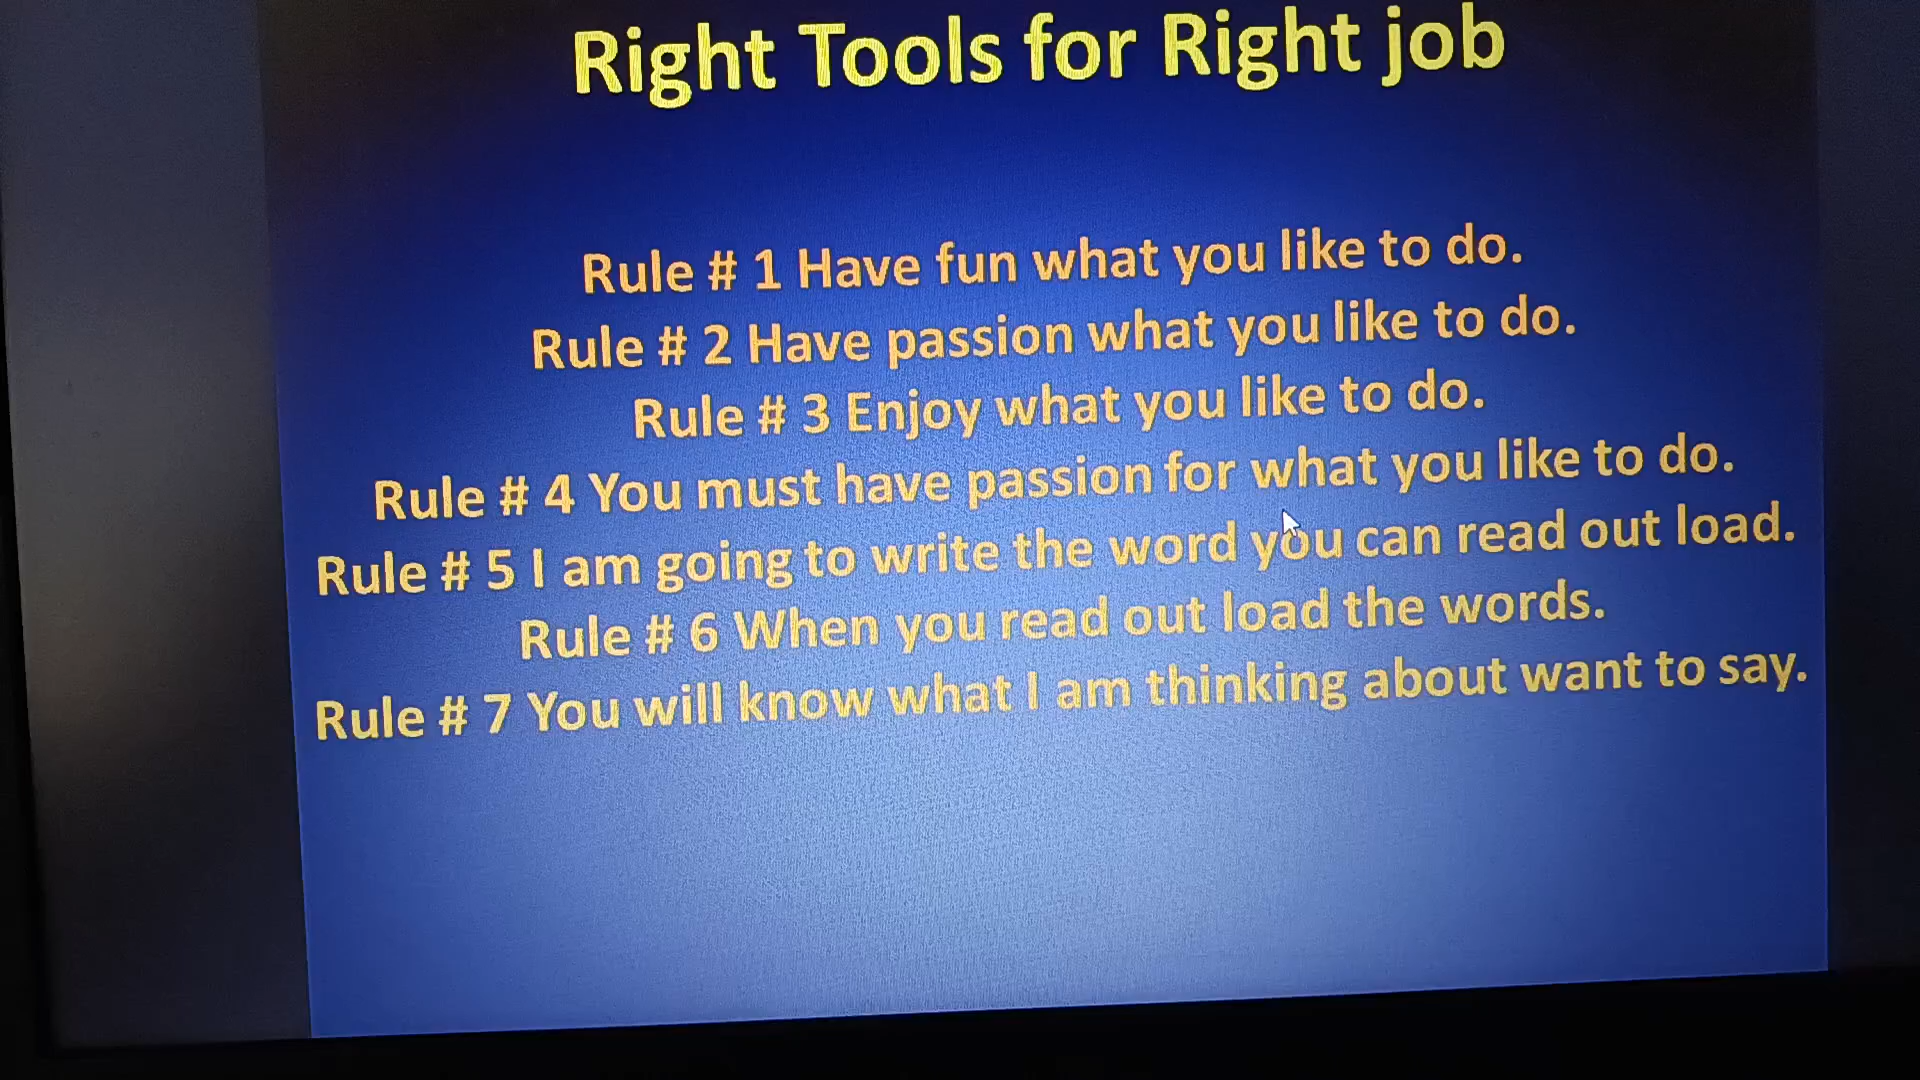 Right Tools for Right job
Rule # 1 Have fun what you like to do.
Rule # 2 Have passion what you like to do.
Rule # 3 Enjoy what you like to do.
Rule # 4 You must have passion for what you like to do.
Rule # 5 I am going to write the word you can read out load.
Rule # 6 When you read out load the words.
Rule # 7 You will know what I am thinking about want to say.